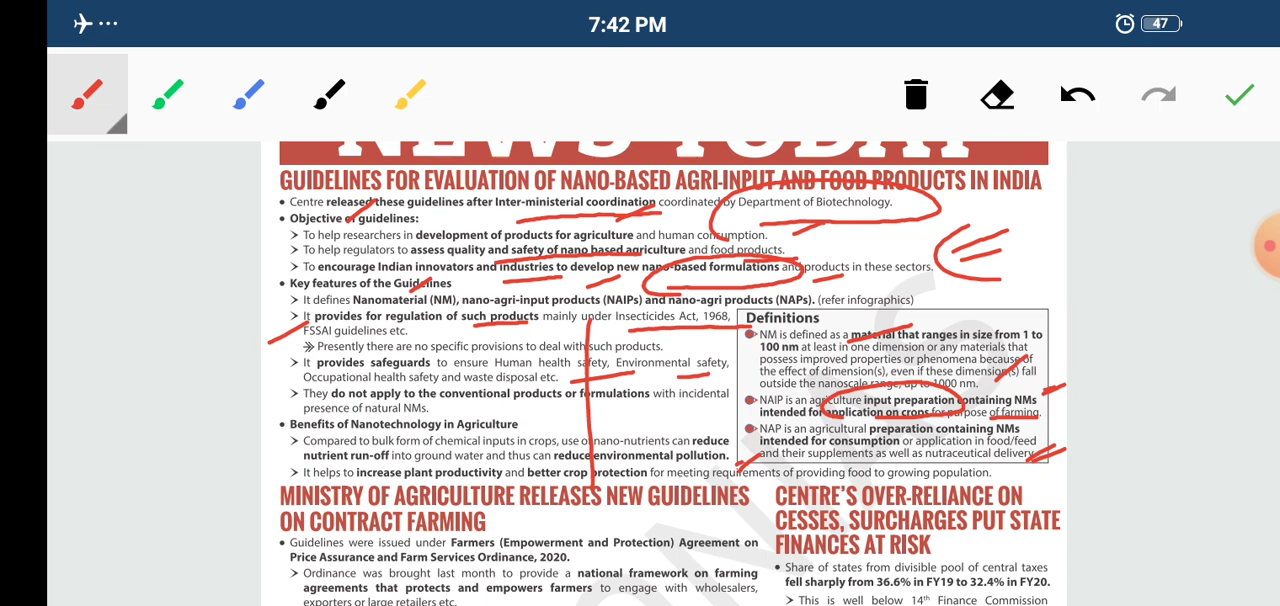 7:42 PM
47
NEWS TODAY
GUIDELINES FOR EVALUATION OF NANO-BASED AGRI-INPUT AND FOOD PRODUCTS IN INDIA
• Centre released these guidelines after Inter-ministerial coordination coordinated by Department of Biotechnology.
• Objective of guidelines:
➢ To help researchers in development of products for agriculture and human consumption.
➢ To help regulators to assess quality and safety of nano based agriculture and food products.
➢ To encourage Indian innovators and industries to develop new nano-based formulations and products in these sectors.
• Key features of the Guidelines
➢ It defines Nanomaterial (NM), nano-agri-input products (NAIPs) and nano-agri products (NAPs). (refer infographics)
➢ It provides for regulation of such products mainly under Insecticides Act, 1968,
FSSAI guidelines etc.
Presently there are no specific provisions to deal with such products.
➢ It provides safeguards to ensure Human health safety, Environmental safety,
Occupational health safety and waste disposal etc.
➢ They do not apply to the conventional products or formulations with incidental
presence of natural NMs.
• Benefits of Nanotechnology in Agriculture
➢ Compared to bulk form of chemical inputs in crops, use of nano-nutrients can reduce
nutrient run-off into ground water and thus can reduce environmental pollution.
➢ It helps to increase plant productivity and better crop protection for meeting requirements of providing food to growing population.
Definitions
NM is defined as a material that ranges in size from 1 to
100 nm at least in one dimension or any materials that
possess improved properties or phenomena because of
the effect of dimension(s), even if these dimension(s) fall
outside the nanoscale range, up to 1000 nm.
NAIP is an agriculture input preparation containing NMs
intended for application on crops for purpose of farming.
NAP is an agricultural preparation containing NMs
intended for consumption or application in food/feed
and their supplements as well as nutraceutical delivery.
MINISTRY OF AGRICULTURE RELEASES NEW GUIDELINES
ON CONTRACT FARMING
• Guidelines were issued under Farmers (Empowerment and Protection) Agreement on
Price Assurance and Farm Services Ordinance, 2020.
➢ Ordinance was brought last month to provide a national framework on farming
agreements that protects and empowers farmers to engage with wholesalers,
exporters or large retailers etc.
CENTRE'S OVER-RELIANCE ON
CESSES, SURCHARGES PUT STATE
FINANCES AT RISK
• Share of states from divisible pool of central taxes
fell sharply from 36.6% in FY19 to 32.4% in FY20.
➢ This is well below 14th Finance Commission